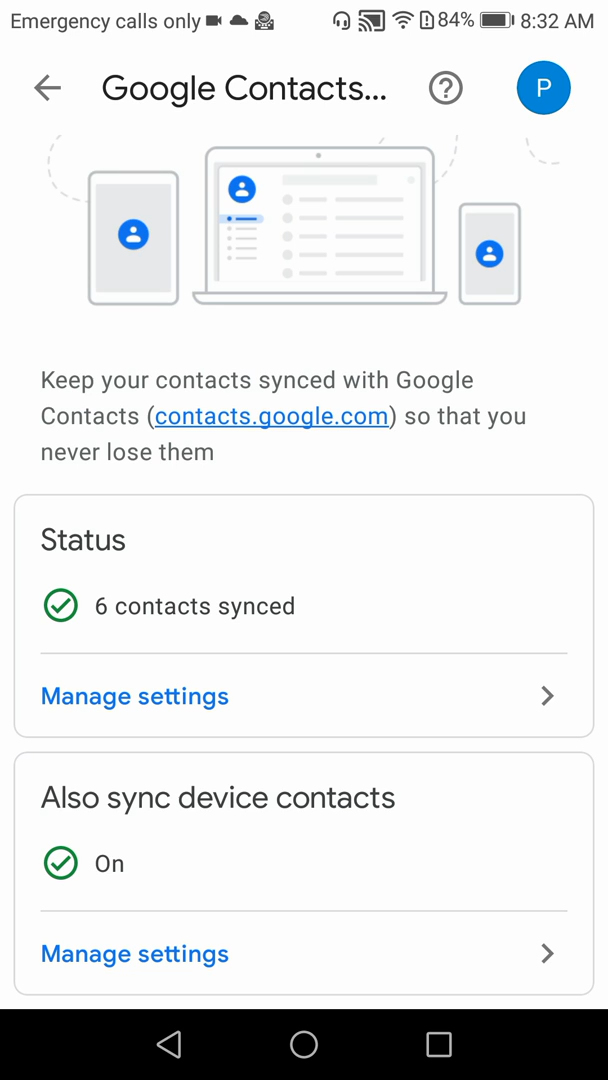 Emergency calls only 84% 8:32 AM
Google Contacts... P
Keep your contacts synced with Google
Contacts (contacts.google.com) so that you
never lose them
Status
6 contacts synced
Manage settings
Also sync device contacts
On
Manage settings